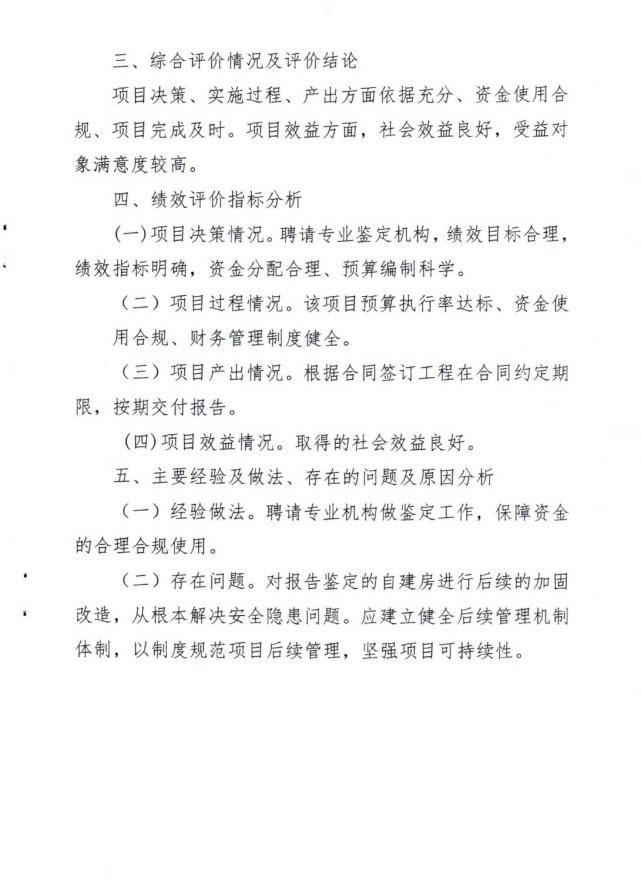 三、综合评价情况及评价结论
项目决策、实施过程、产出方面依据充分、资金使用合
规、项目完成及时。项目效益方面，社会效益良好，受益对
象满意度较高。
四、绩效评价指标分析
(一)项目决策情况。聘请专业鉴定机构，绩效目标合理，
绩效指标明确，资金分配合理、预算编制科学。
（二）项目过程情况。该项目预算执行率达标、资金使
用合规、财务管理制度健全。
（三）项目产出情况。根据合同签订工程在合同约定期
限，按期交付报告。
(四)项目效益情况。取得的社会效益良好。
五、主要经验及做法、存在的问题及原因分析
（一）经验做法。聘请专业机构做鉴定工作，保障资金
的合理合规使用。
（二）存在问题。对报告鉴定的自建房进行后续的加固
改造，从根本解决安全隐患问题。应建立健全后续管理机制
体制，以制度规范项目后续管理，坚强项目可持续性。